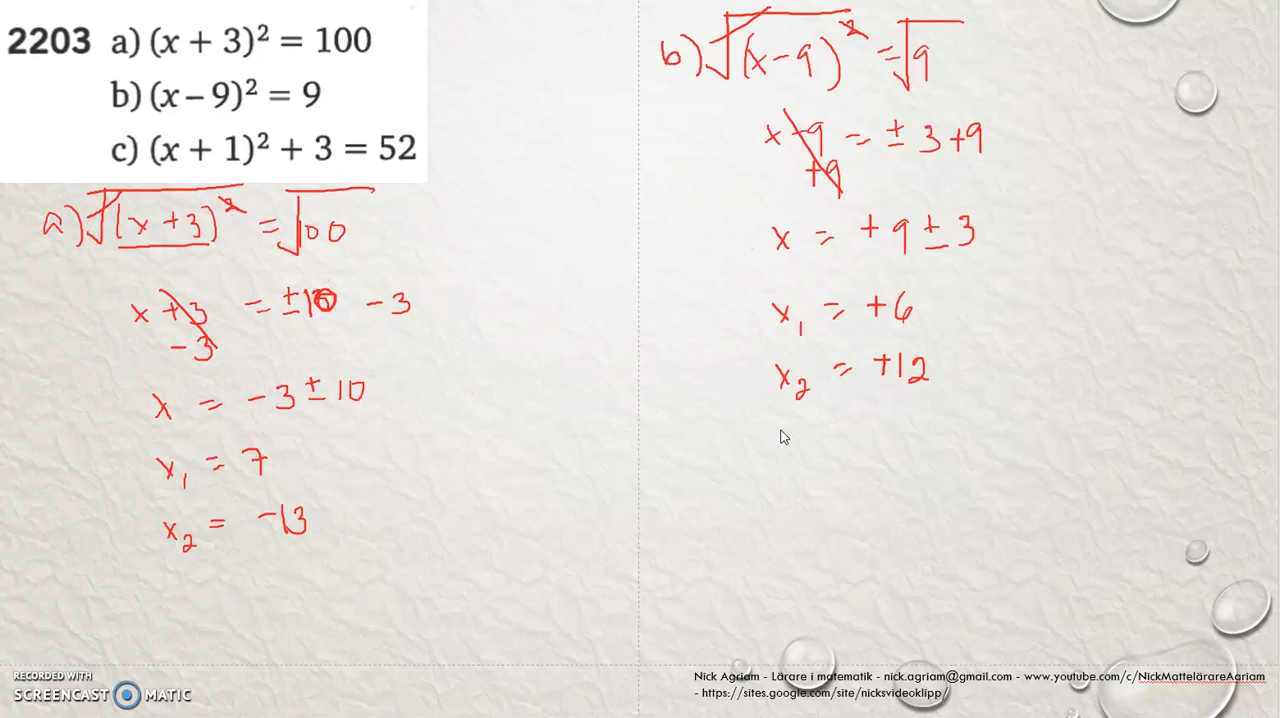 2203 a) (x + 3)² = 100
b) (x – 9)² = 9
c) (x + 1)² + 3 = 52
a) √(x + 3)² = √100
x + 3 = ±10 - 3
- 3
x = - 3 ± 10
x₁ = 7
x₂ = -13
b) √(x - 9)² = √9
x - 9 = ± 3 + 9
+9
x = + 9 ± 3
x₁ = +6
x₂ = +12
RECORDED WITH
SCREENCAST MATIC
Nick Agriam - Lärare i matematik - nick.agriam@gmail.com - www.youtube.com/c/NickMattelärareAgriam
- https://sites.google.com/site/nicksvideoklipp/